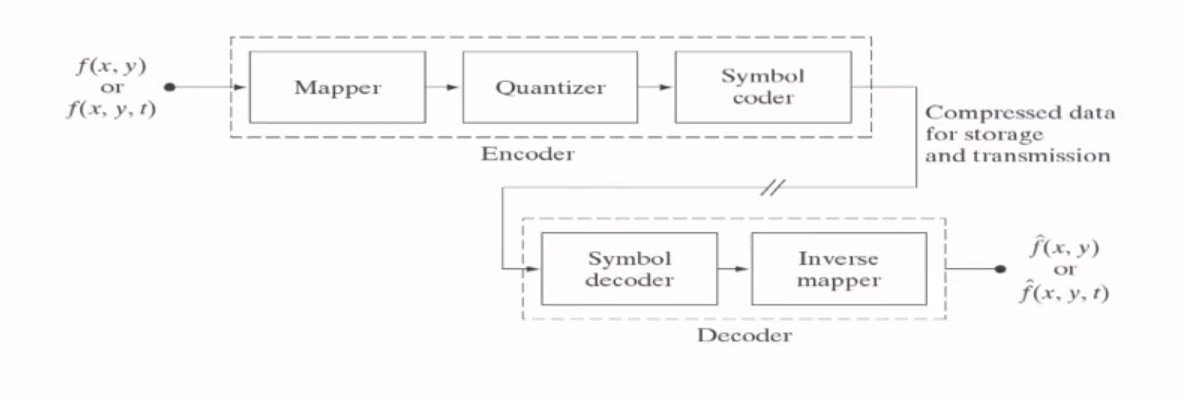 f(x, y)
or
f(x, y, t)
Mapper
Quantizer
Symbol
coder
Encoder
Compressed data
for storage
and transmission
Symbol
decoder
Inverse
mapper
Decoder
f̂(x, y)
or
f̂(x, y, t)